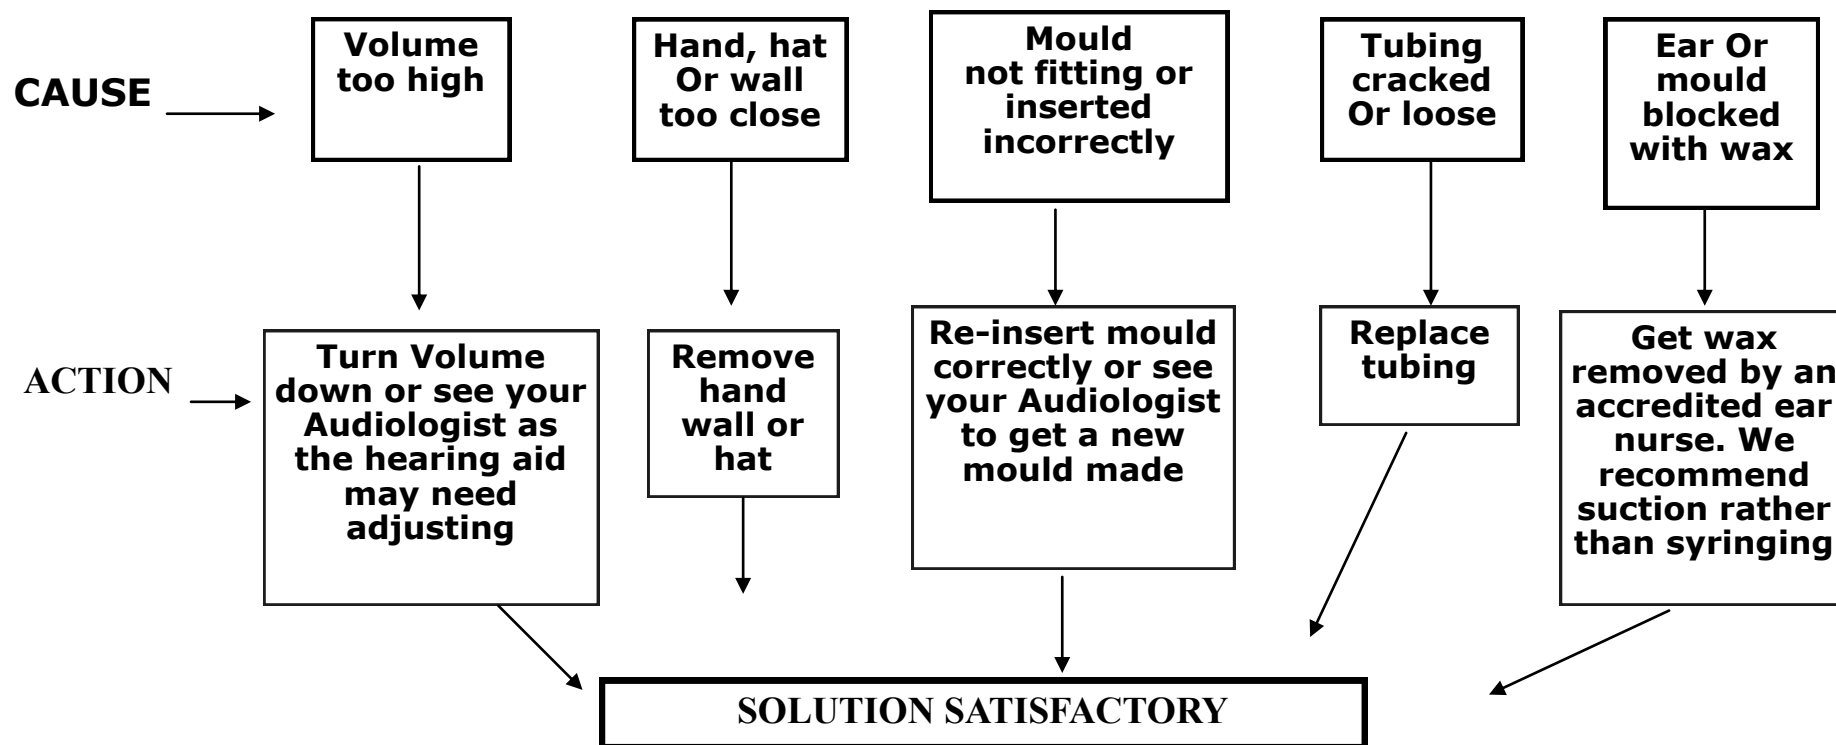 CAUSE
Volume
too high
Hand, hat
Or wall
too close
Mould
not fitting or
inserted
incorrectly
Tubing
cracked
Or loose
Ear Or
mould
blocked
with wax
ACTION
Turn Volume
down or see your
Audiologist as
the hearing aid
may need
adjusting
Remove
hand
wall or
hat
Re-insert mould
correctly or see
your Audiologist
to get a new
mould made
Replace
tubing
Get wax
removed by an
accredited ear
nurse. We
recommend
suction rather
than syringing
SOLUTION SATISFACTORY